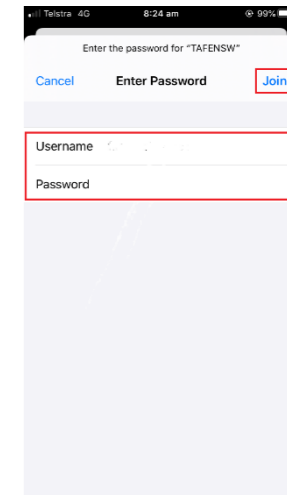 Telstra 4G 8:24 am 99%
Enter the password for "TAFENSW"
Cancel Enter Password Join
Username
Password